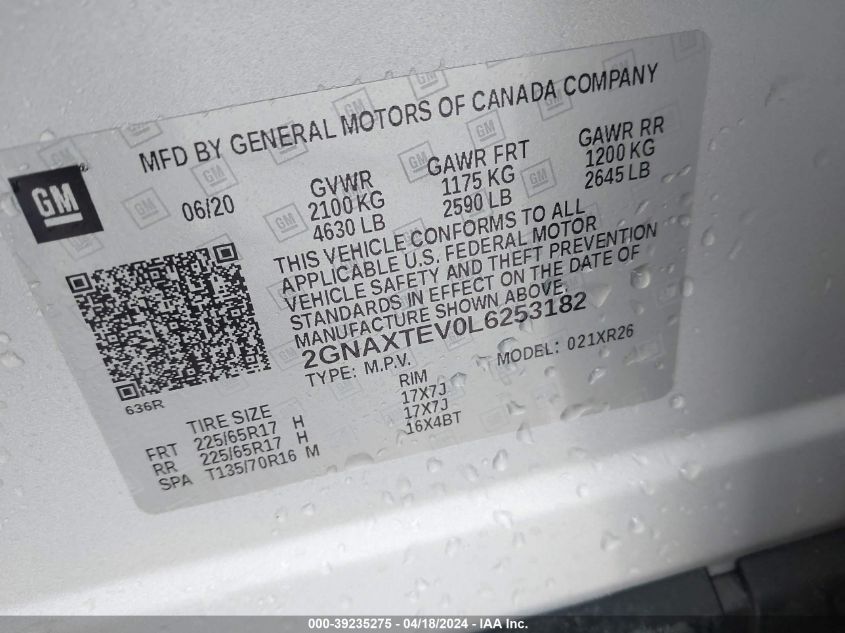 MFD BY GENERAL MOTORS OF CANADA COMPANY
GM
06/20
GVWR
2100 KG
4630 LB
GAWR FRT
1175 KG
2590 LB
GAWR RR
1200 KG
2645 LB
THIS VEHICLE CONFORMS TO ALL
APPLICABLE U.S. FEDERAL MOTOR
VEHICLE SAFETY AND THEFT PREVENTION
STANDARDS IN EFFECT ON THE DATE OF
MANUFACTURE SHOWN ABOVE.
2GNAXTEV0L6253182
TYPE: M.P.V. MODEL: 021XR26
636R
TIRE SIZE RIM
FRT 225/65R17 H 17X7J
RR 225/65R17 H 17X7J
SPA T135/70R16 M 16X4BT
000-39235275 - 04/18/2024 - IAA Inc.